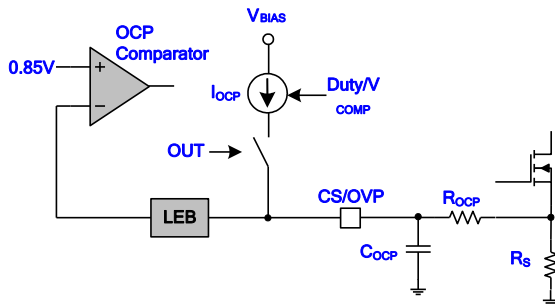 OCP
Comparator
0.85V
+
−
VBIAS
IOCP
Duty/V
COMP
OUT
LEB
CS/OVP
ROCP
COCP
RS